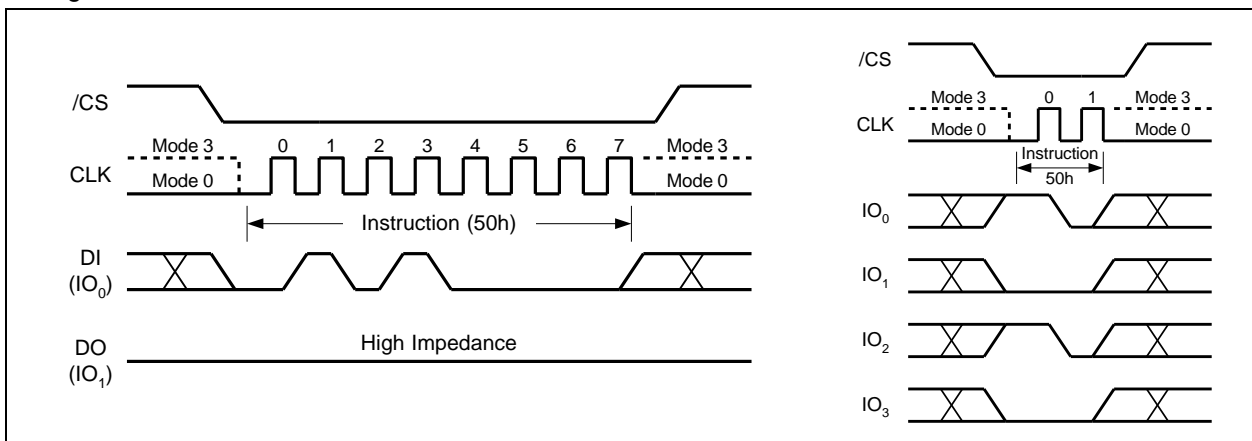 /CS
Mode 3 0 1 2 3 4 5 6 7 Mode 3
CLK
Mode 0 Mode 0
Instruction (50h)
DI
(IO0)
High Impedance
DO
(IO1)
/CS
Mode 3 0 1 Mode 3
CLK
Mode 0 Mode 0
Instruction
50h
IO0
IO1
IO2
IO3